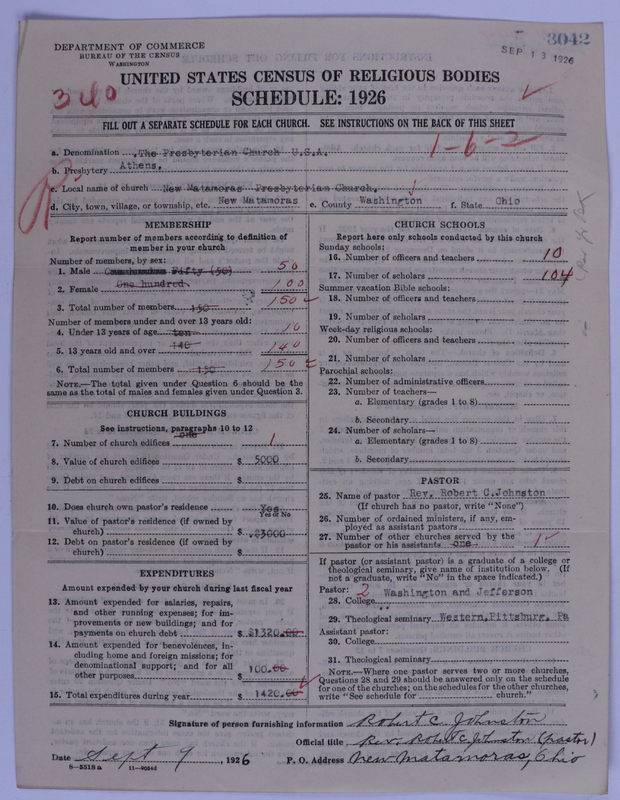 3042
SEP 13 1926
DEPARTMENT OF COMMERCE
BUREAU OF THE CENSUS
WASHINGTON
UNITED STATES CENSUS OF RELIGIOUS BODIES
SCHEDULE: 1926
340
FILL OUT A SEPARATE SCHEDULE FOR EACH CHURCH. SEE INSTRUCTIONS ON THE BACK OF THIS SHEET
1-6-2
a. Denomination The Presbyterian Church U.S.A.
b. Presbytery Athens,
c. Local name of church New Matamoras Presbyterian Church,
d. City, town, village, or township, etc. New Matamoras e. County Washington f. State Ohio
MEMBERSHIP
Report number of members according to definition of
member in your church
Number of members, by sex:
1. Male Fifty (50) 50
2. Female One hundred. 100
3. Total number of members 150 150
Number of members under and over 13 years old:
4. Under 13 years of age ten 10
5. 13 years old and over 140 140
6. Total number of members 150 150
NOTE.—The total given under Question 6 should be
same as the total of males and females given under Question 3.
CHURCH BUILDINGS
See instructions, paragraphs 10 to 12
7. Number of church edifices one 1
8. Value of church edifices $ 5000
9. Debt on church edifices $
10. Does church own pastor's residence Yes
Yes or No
11. Value of pastor's residence (if owned by
church) $3000
12. Debt on pastor's residence (if owned by
church) $
EXPENDITURES
Amount expended by your church during last fiscal year
13. Amount expended for salaries, repairs,
and other running expenses; for im-
provements or new buildings; and for
payments on church debt $ $1320.00
14. Amount expended for benevolences, in-
cluding home and foreign missions; for
denominational support; and for all
other purposes $ 100.00
15. Total expenditures during year $ 1420.00
CHURCH SCHOOLS
Report here only schools conducted by this church
Sunday schools:
16. Number of officers and teachers 10
17. Number of scholars 104
Summer vacation Bible schools:
18. Number of officers and teachers
19. Number of scholars
Week-day religious schools:
20. Number of officers and teachers
21. Number of scholars
Parochial schools:
22. Number of administrative officers
23. Number of teachers—
a. Elementary (grades 1 to 8)
b. Secondary
24. Number of scholars—
a. Elementary (grades 1 to 8)
b. Secondary
PASTOR
25. Name of pastor Rev. Robert C. Johnston
(If church has no pastor, write "None")
26. Number of ordained ministers, if any, em-
ployed as assistant pastors
27. Number of other churches served by the
pastor or his assistants one 1
If pastor (or assistant pastor) is a graduate of a college or
theological seminary, give name of institution below. (If
not a graduate, write "No" in the space indicated.)
Pastor: 2
28. College Washington and Jefferson
29. Theological seminary Western, Pittsburg, Pa
Assistant pastor:
30. College
31. Theological seminary
NOTE.—Where one pastor serves two or more churches,
Questions 28 and 29 should be answered only on the schedule
for one of the churches; on the schedules for the other churches,
write "See schedule for church."
Signature of person furnishing information Robert C. Johnston
Official title Rev. Robert C. Johnston (pastor)
Date Sept 9, 1926 P. O. Address New Matamoras, Ohio
8—5518 a